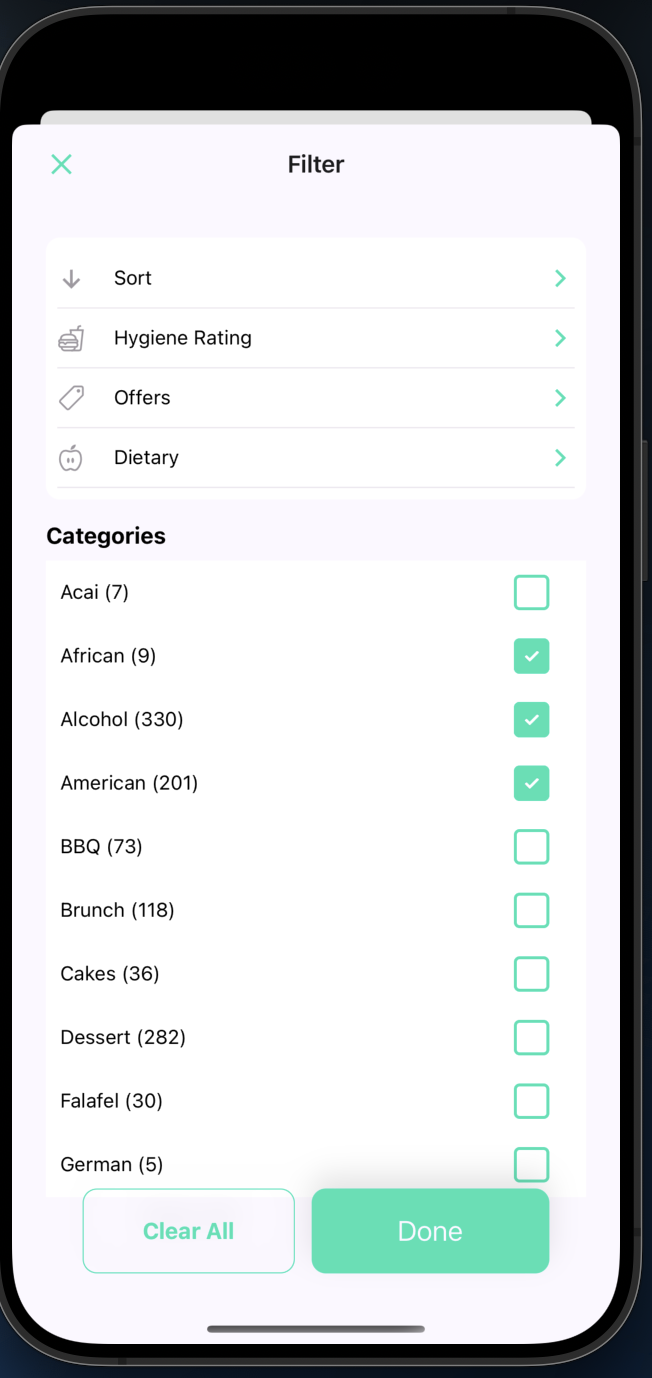 Filter
Sort
Hygiene Rating
Offers
Dietary
Categories
Acai (7)
African (9)
Alcohol (330)
American (201)
BBQ (73)
Brunch (118)
Cakes (36)
Dessert (282)
Falafel (30)
German (5)
Clear All
Done